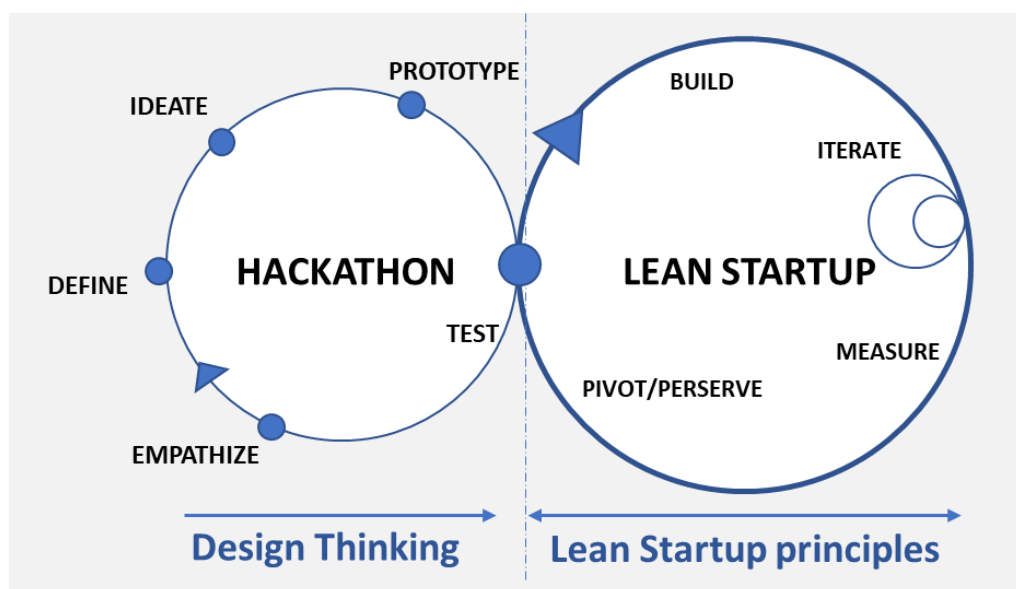 PROTOTYPE
IDEATE
DEFINE
HACKATHON
TEST
EMPATHIZE
Design Thinking
BUILD
ITERATE
LEAN STARTUP
MEASURE
PIVOT/PERSERVE
Lean Startup principles